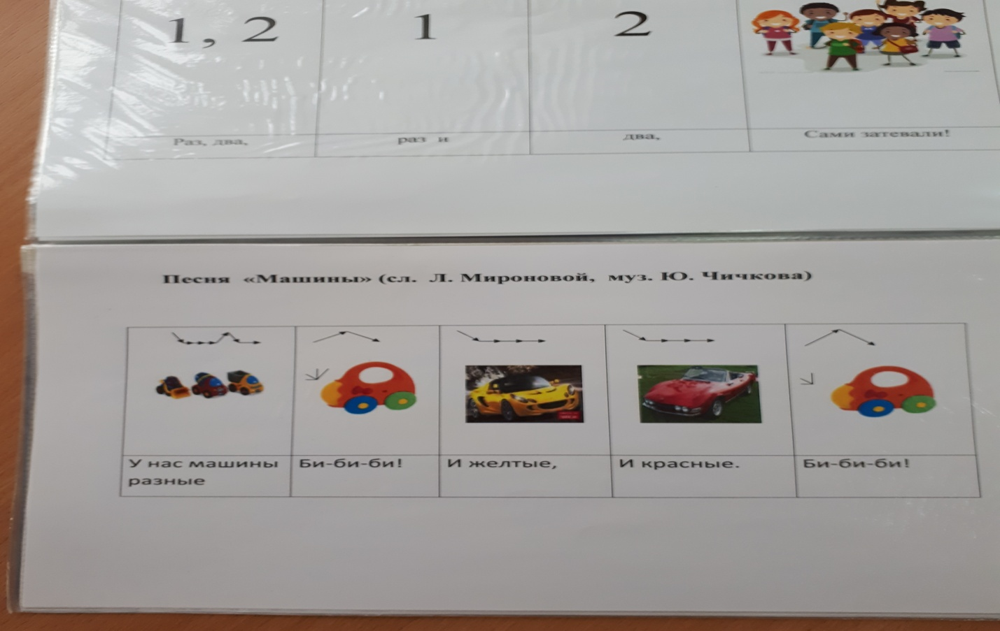 1, 2
1
2
Раз, два,
раз и
два,
Сами затевали!
Песня «Машины» (сл. Л. Мироновой, муз. Ю. Чичкова)
У нас машины
разные
Би-би-би!
И желтые,
И красные.
Би-би-би!